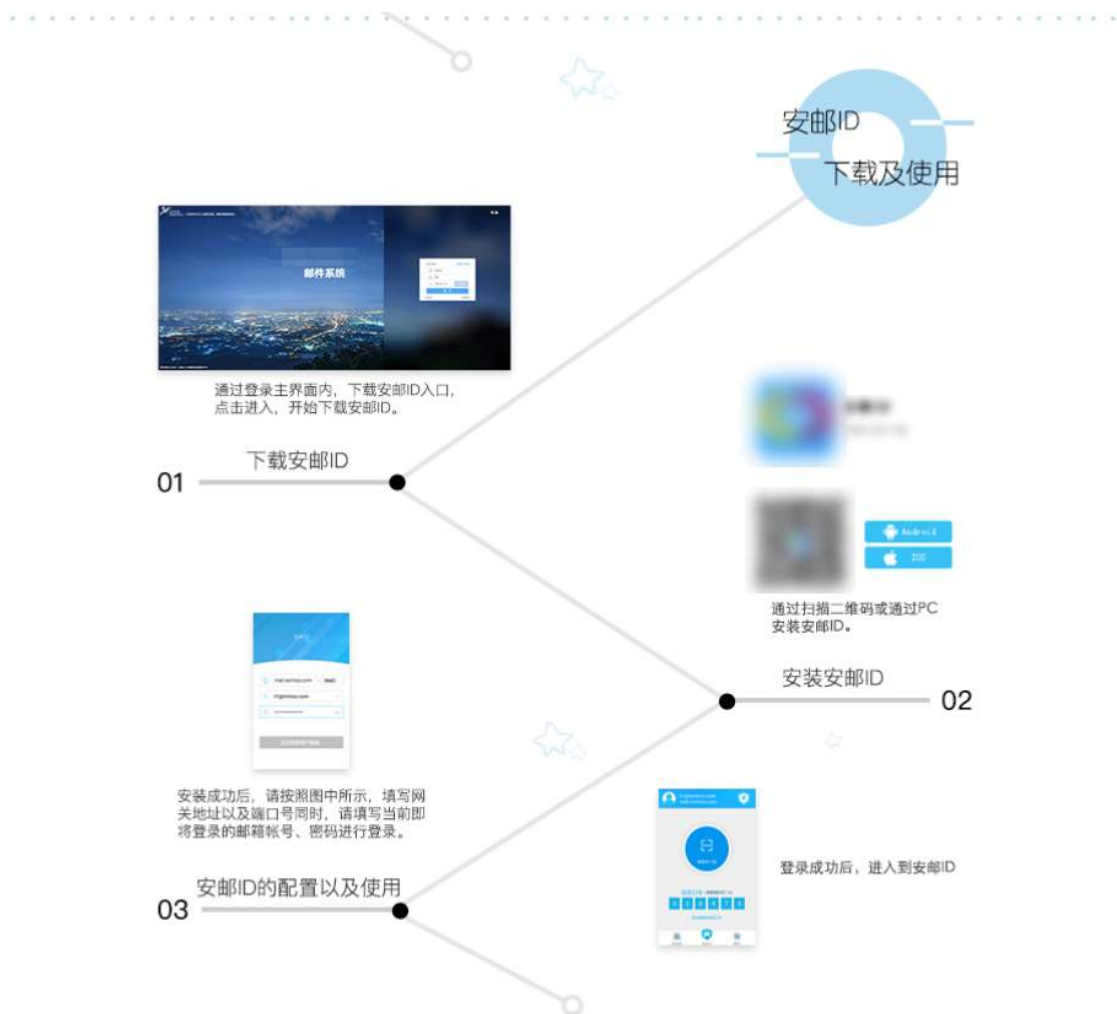 安邮ID
下载及使用
邮件系统
通过登录主界面内，下载安邮ID入口，
点击进入，开始下载安邮ID。
下载安邮ID
01
Android
IOS
通过扫描二维码或通过PC
安装安邮ID。
安装安邮ID
02
安装成功后，请按照图中所示，填写网
关地址以及端口号同时，请填写当前即
将登录的邮箱帐号、密码进行登录。
安邮ID的配置以及使用
03
登录成功后，进入到安邮ID